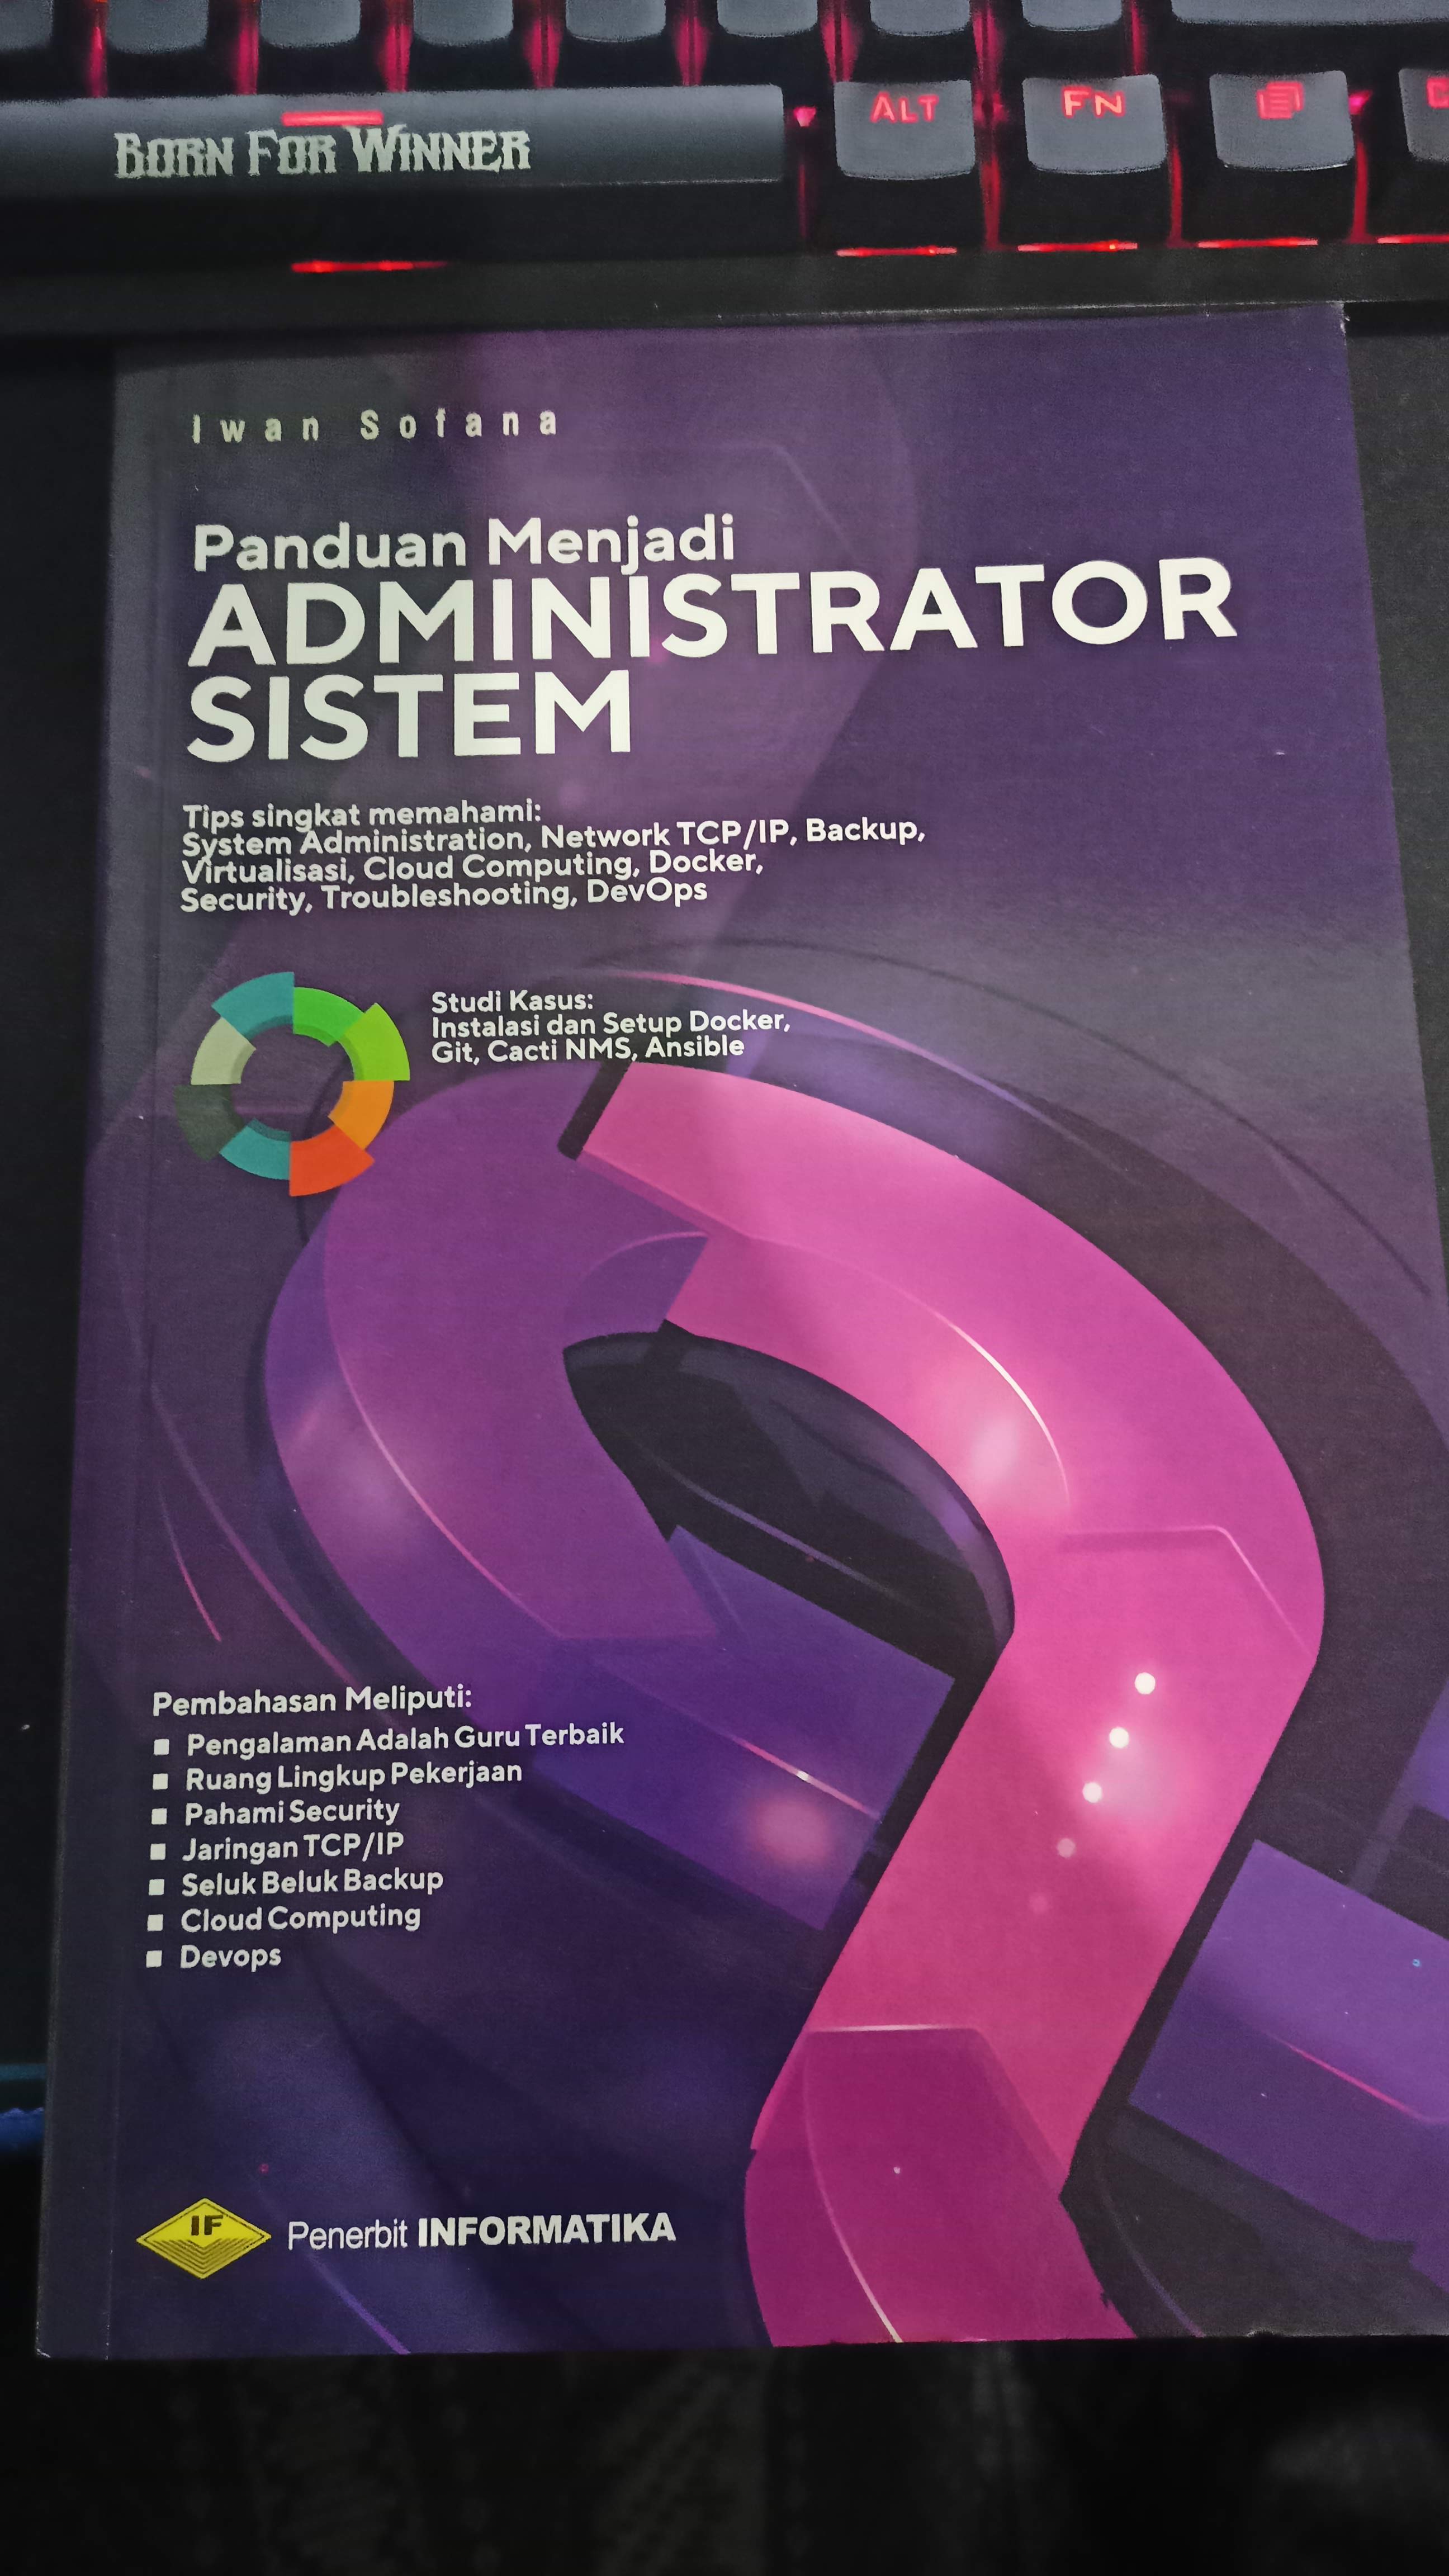 BORN FOR WINNER
ALT
FN
Iwan Sofana
Panduan Menjadi
ADMINISTRATOR
SISTEM
Tips singkat memahami:
System Administration, Network TCP/IP, Backup,
Virtualisasi, Cloud Computing, Docker,
Security, Troubleshooting, DevOps
Studi Kasus:
Instalasi dan Setup Docker,
Git, Cacti NMS, Ansible
Pembahasan Meliputi:
▪ Pengalaman Adalah Guru Terbaik
▪ Ruang Lingkup Pekerjaan
▪ Pahami Security
▪ Jaringan TCP/IP
▪ Seluk Beluk Backup
▪ Cloud Computing
▪ Devops
IF
Penerbit INFORMATIKA